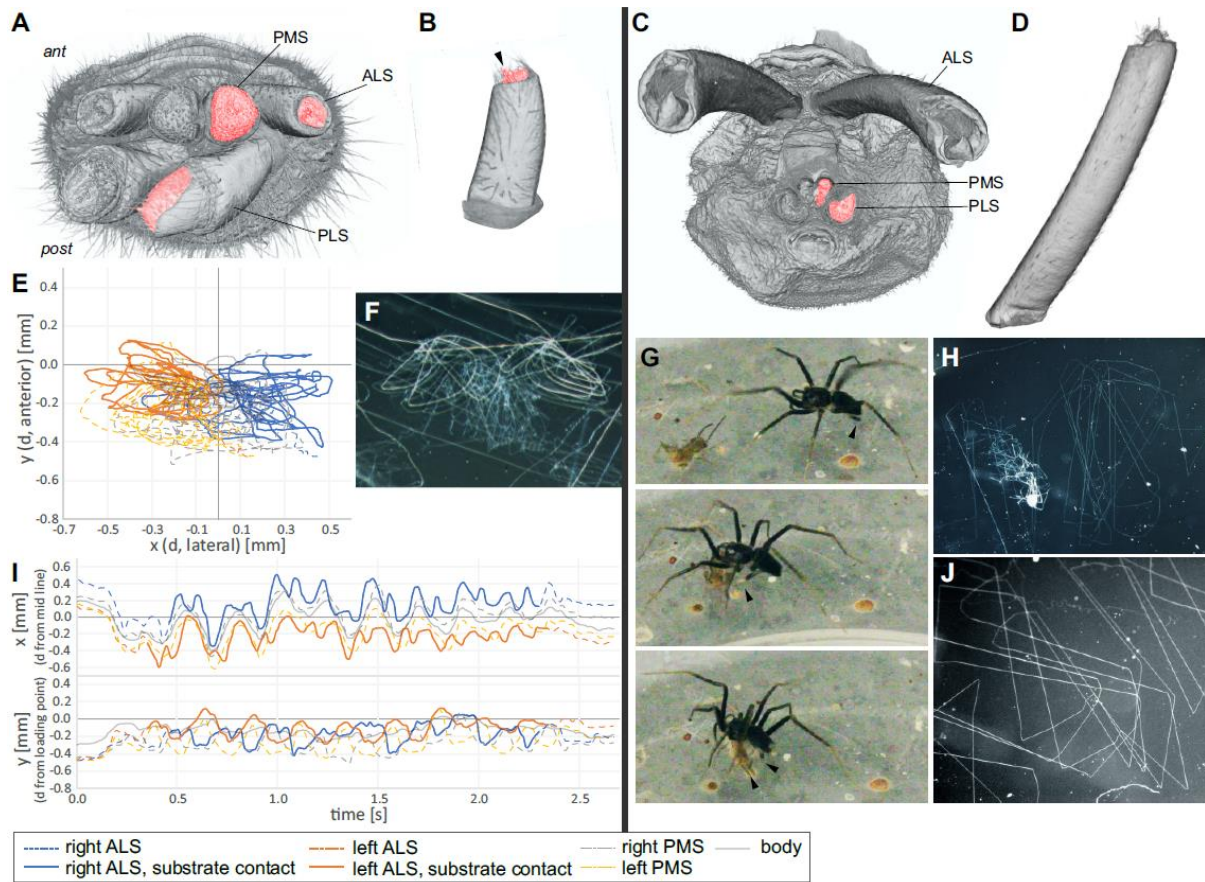 A
B
C
D
ant
PMS
ALS
ALS
PMS
PLS
PLS
post
E
F
G
H
0.4
0.2
0.0
-0.2
-0.4
-0.6
-0.8
y (d, anterior) [mm]
-0.7 -0.5 -0.3 -0.1 0.1 0.3 0.5
x (d, lateral) [mm]
I
J
0.6
0.4
0.2
0.0
-0.2
-0.4
-0.6
x [mm]
(d from mid line)
0.4
0.2
0.0
-0.2
-0.4
-0.6
-0.8
y [mm]
(d from loading point)
0.0 0.5 1.0 1.5 2.0 2.5
time [s]
right ALS left ALS right PMS body
right ALS, substrate contact left ALS, substrate contact left PMS